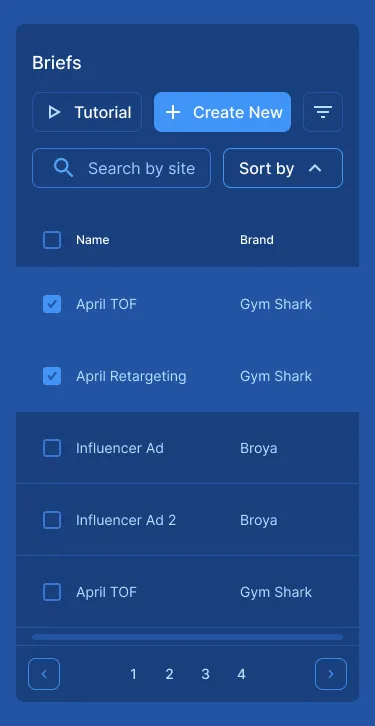 Briefs
Tutorial
Create New
Search by site
Sort by
Name Brand
April TOF Gym Shark
April Retargeting Gym Shark
Influencer Ad Broya
Influencer Ad 2 Broya
April TOF Gym Shark
1 2 3 4